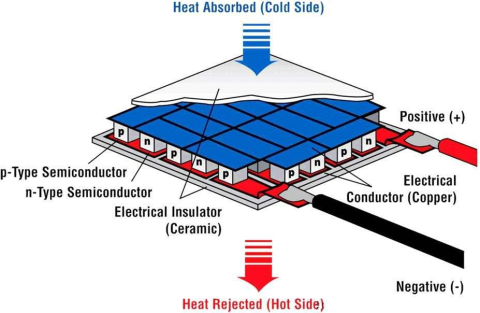 Heat Absorbed (Cold Side)
Positive (+)
p n p n p p n p n
p-Type Semiconductor
n-Type Semiconductor
Electrical Insulator
(Ceramic)
Electrical
Conductor (Copper)
Negative (-)
Heat Rejected (Hot Side)